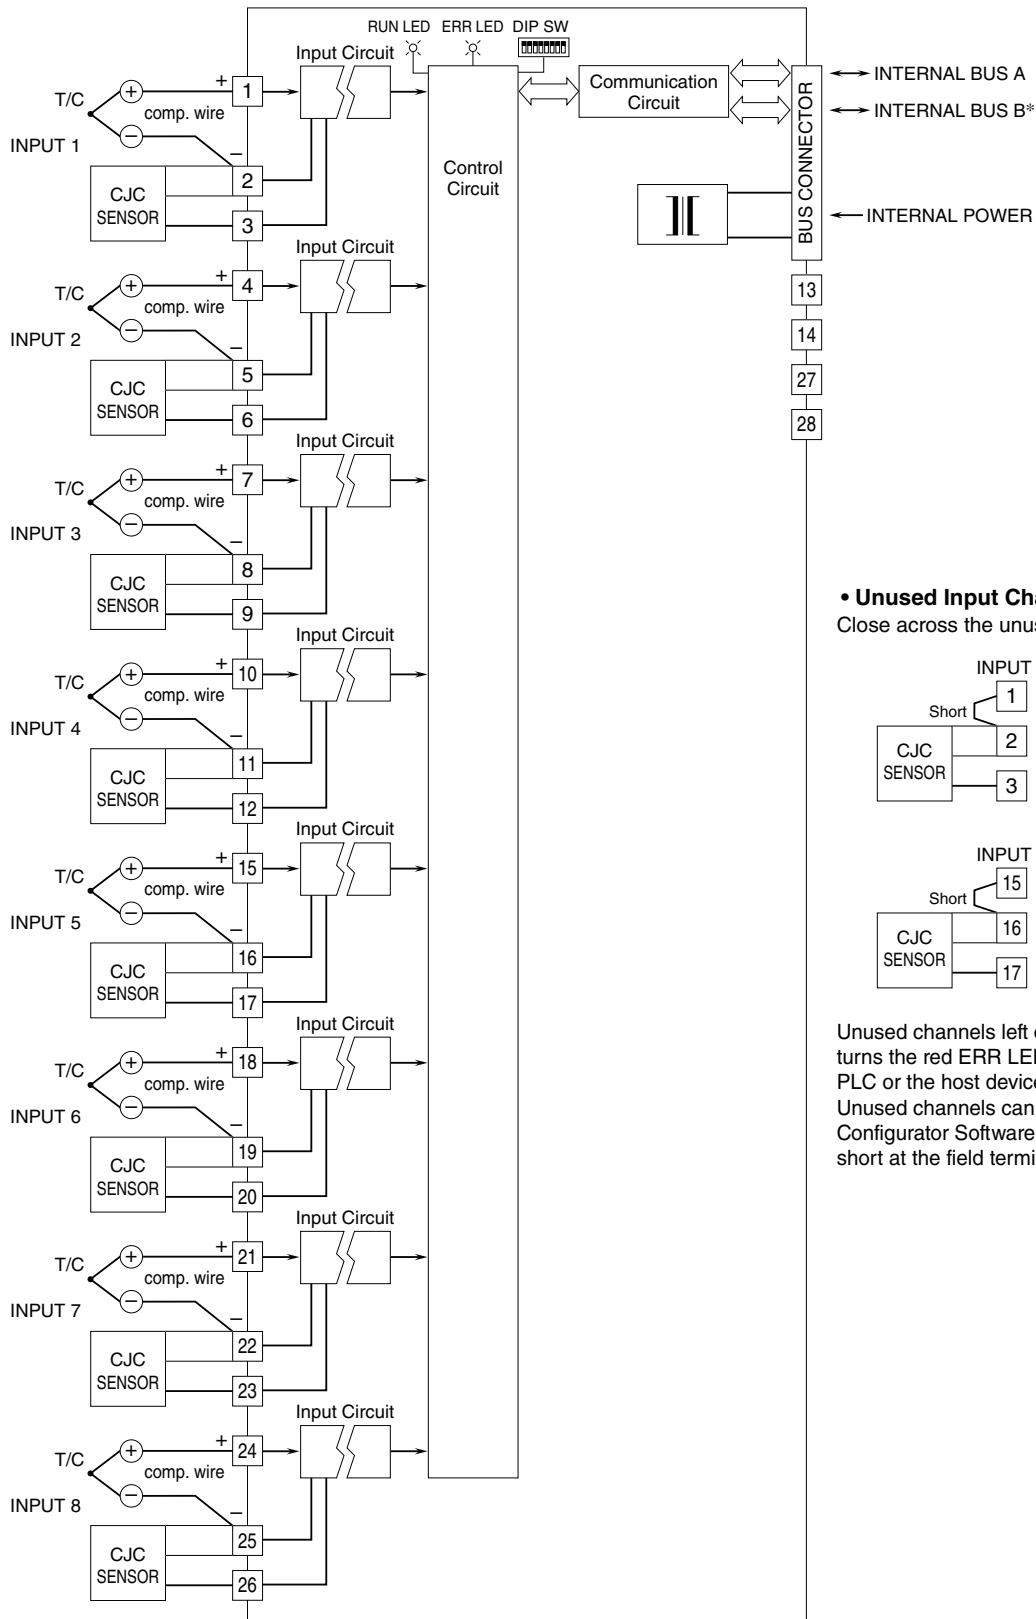 RUN LED ERR LED DIP SW
Input Circuit
T/C
+
+
comp. wire
−
−
INPUT 1
1
2
3
CJC
SENSOR
Control
Circuit
Communication
Circuit
BUS CONNECTOR
INTERNAL BUS A
INTERNAL BUS B*
INTERNAL POWER
13
14
27
28
Input Circuit
T/C
+
+
comp. wire
−
−
INPUT 2
4
5
6
CJC
SENSOR
Input Circuit
T/C
+
+
comp. wire
−
−
INPUT 3
7
8
9
CJC
SENSOR
Input Circuit
T/C
+
+
comp. wire
−
−
INPUT 4
10
11
12
CJC
SENSOR
Input Circuit
T/C
+
+
comp. wire
−
−
INPUT 5
15
16
17
CJC
SENSOR
Input Circuit
T/C
+
+
comp. wire
−
−
INPUT 6
18
19
20
CJC
SENSOR
Input Circuit
T/C
+
+
comp. wire
−
−
INPUT 7
21
22
23
CJC
SENSOR
Input Circuit
T/C
+
+
comp. wire
−
−
INPUT 8
24
25
26
CJC
SENSOR
• Unused Input
Close across the
INPUT
Short
1
2
3
CJC
SENSOR
INPUT
Short
15
16
17
CJC
SENSOR
Unused channels left
turns the red ERR
PLC or the host device
Unused channels can
Configurator Software
short at the field